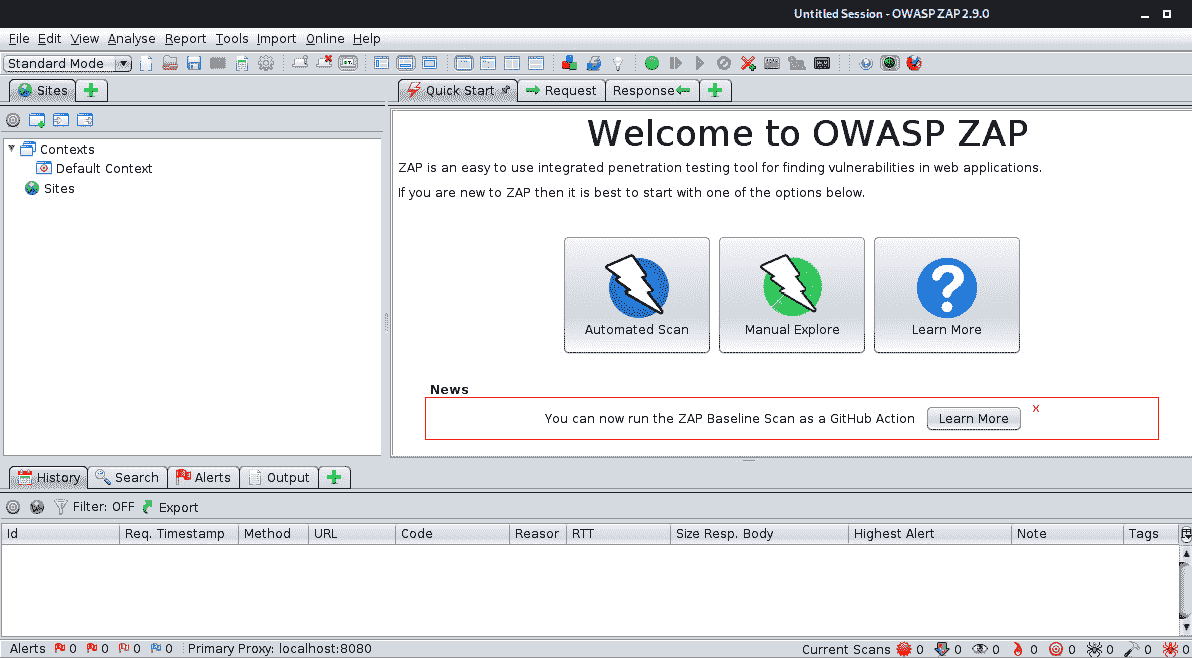 Untitled Session - OWASP ZAP 2.9.0
File Edit View Analyse Report Tools Import Online Help
Standard Mode
Sites
Quick Start Request Response
Contexts
Default Context
Sites
Welcome to OWASP ZAP
ZAP is an easy to use integrated penetration testing tool for finding vulnerabilities in web applications.
If you are new to ZAP then it is best to start with one of the options below.
Automated Scan Manual Explore Learn More
News
You can now run the ZAP Baseline Scan as a GitHub Action Learn More X
History Search Alerts Output
Filter: OFF Export
Id Req. Timestamp Method URL Code Reason RTT Size Resp. Body Highest Alert Note Tags
Alerts 0 0 0 0 Primary Proxy: localhost:8080 Current Scans 0 0 0 0 0 0 0 0